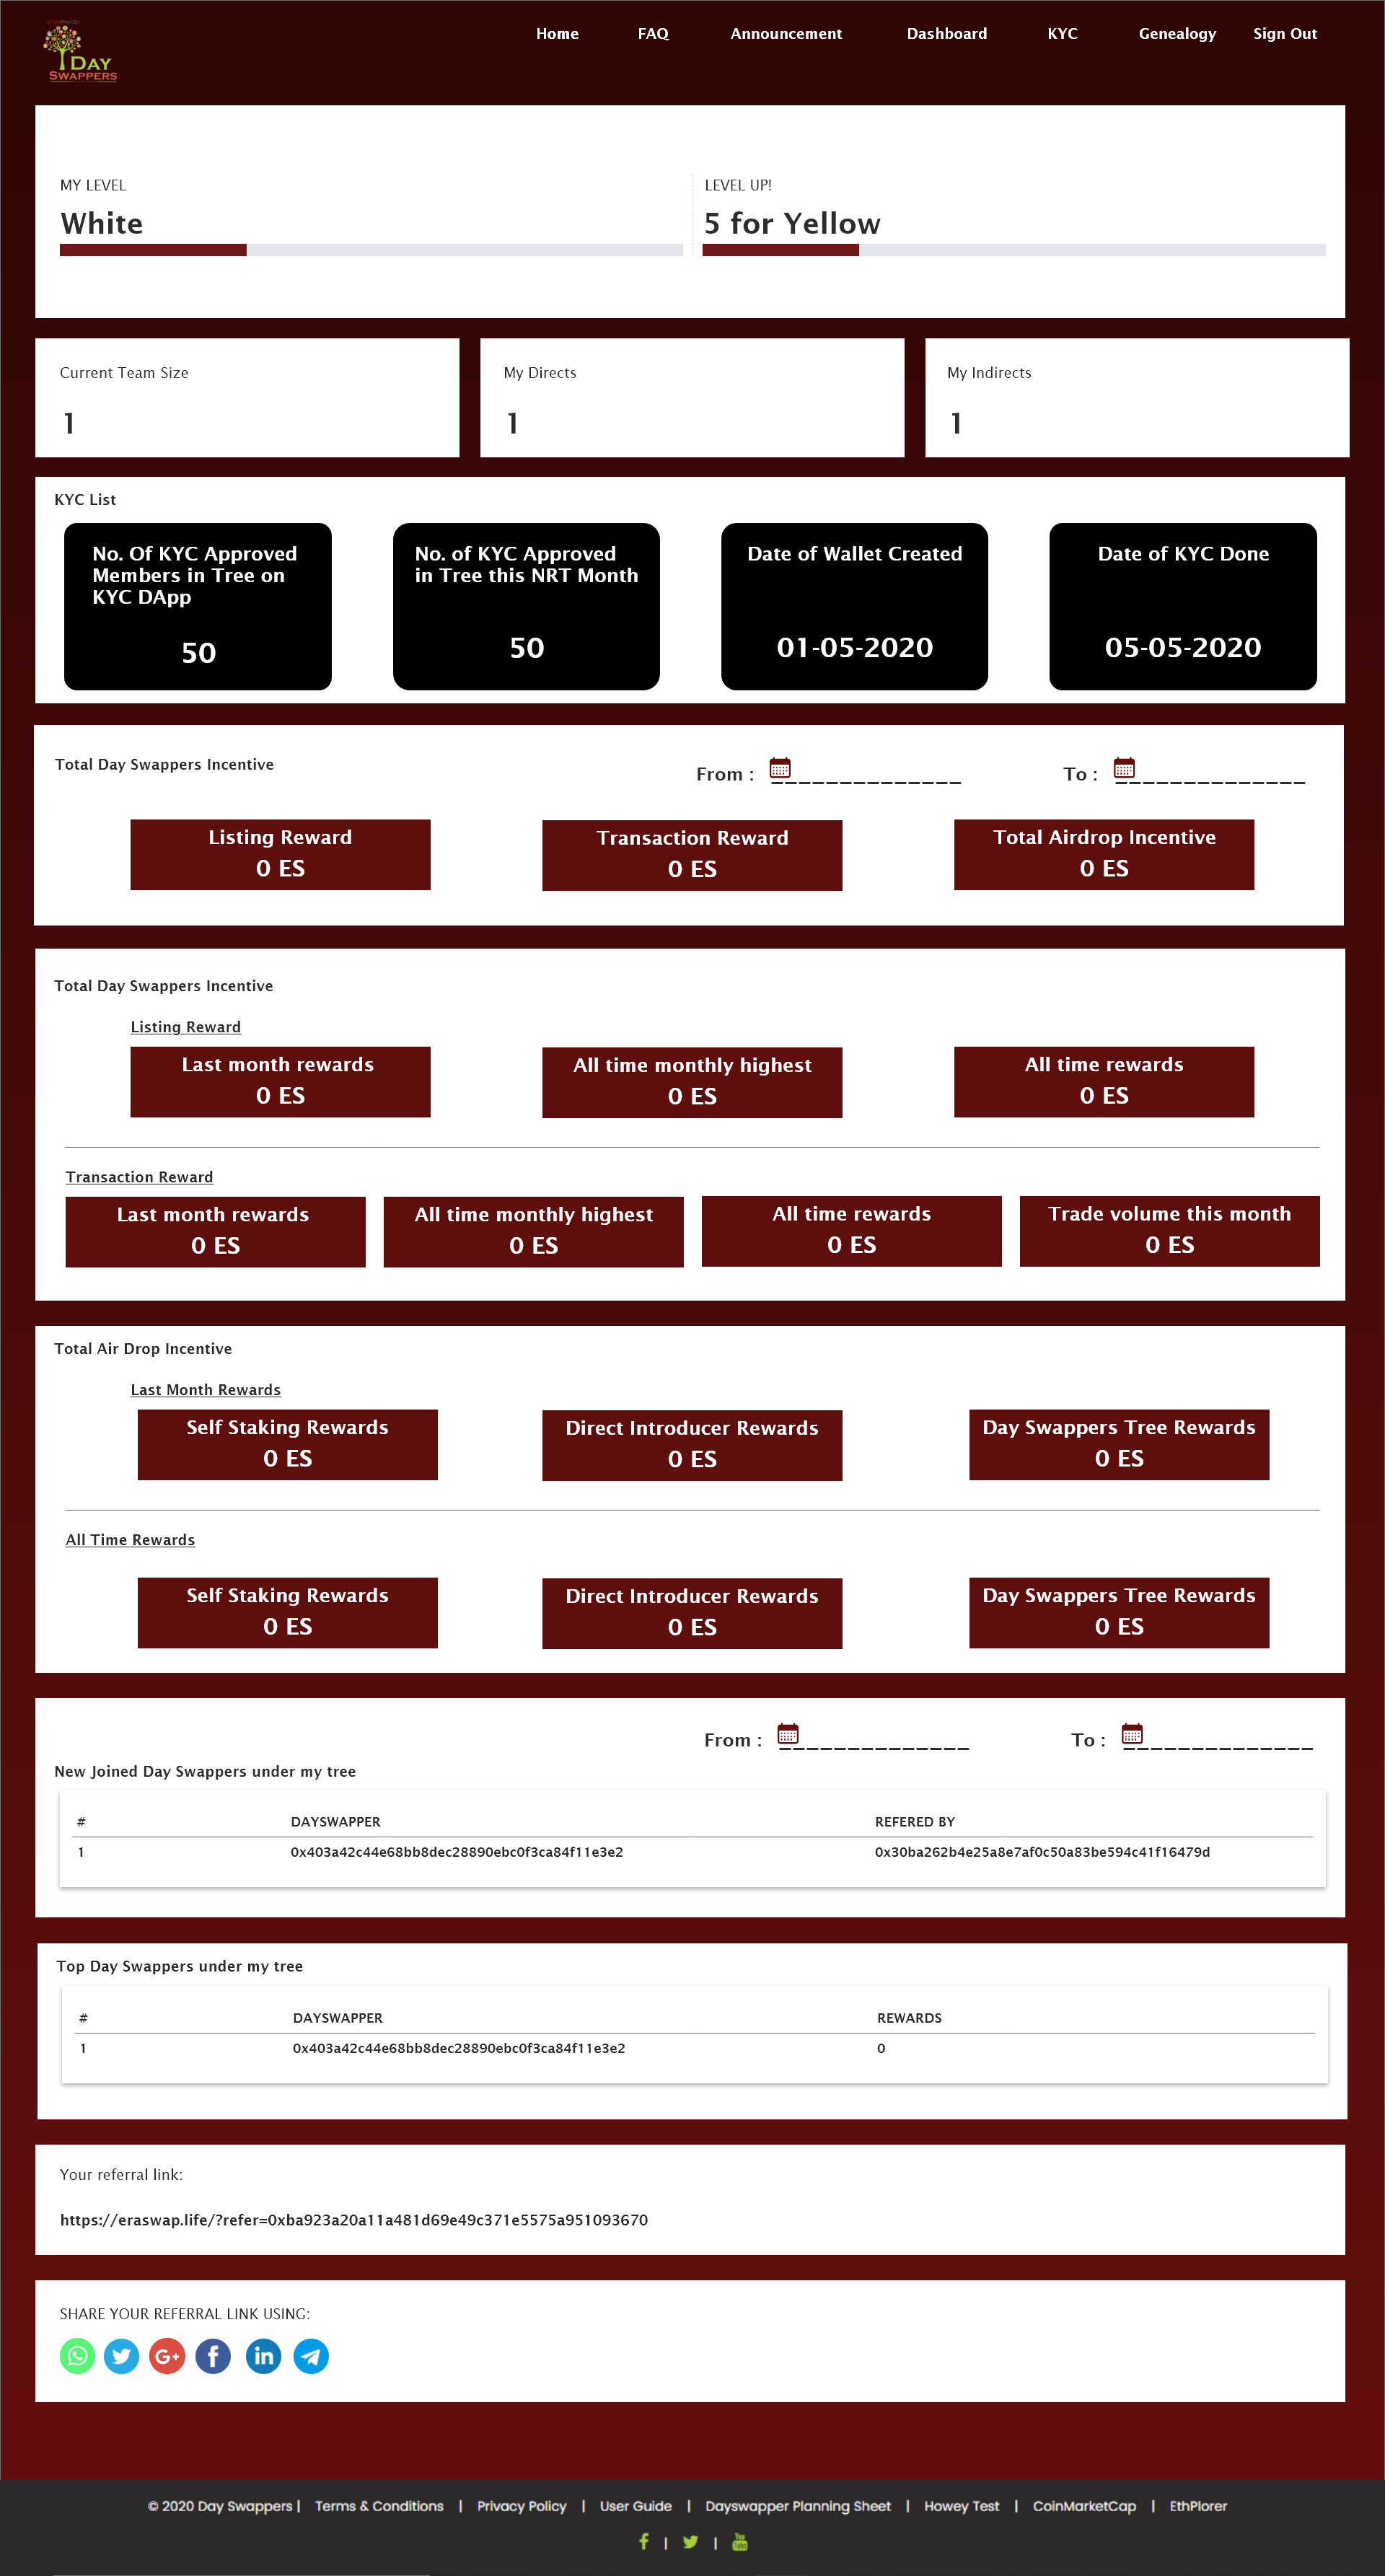 DAY
SWAPPERS
Home FAQ Announcement Dashboard KYC Genealogy Sign Out
MY LEVEL
White
LEVEL UP!
5 for Yellow
Current Team Size
1
My Directs
1
My Indirects
1
KYC List
No. Of KYC Approved
Members in Tree on
KYC DApp
50
No. of KYC Approved
in Tree this NRT Month
50
Date of Wallet Created
01-05-2020
Date of KYC Done
05-05-2020
Total Day Swappers Incentive
From : ______________ To : ______________
Listing Reward
0 ES
Transaction Reward
0 ES
Total Airdrop Incentive
0 ES
Total Day Swappers Incentive
Listing Reward
Last month rewards
0 ES
All time monthly highest
0 ES
All time rewards
0 ES
Transaction Reward
Last month rewards
0 ES
All time monthly highest
0 ES
All time rewards
0 ES
Trade volume this month
0 ES
Total Air Drop Incentive
Last Month Rewards
Self Staking Rewards
0 ES
Direct Introducer Rewards
0 ES
Day Swappers Tree Rewards
0 ES
All Time Rewards
Self Staking Rewards
0 ES
Direct Introducer Rewards
0 ES
Day Swappers Tree Rewards
0 ES
From : ______________ To : ______________
New Joined Day Swappers under my tree
# DAYSWAPPER REFERED BY
1 0x403a42c44e68bb8dec28890ebc0f3ca84f11e3e2 0x30ba262b4e25a8e7af0c50a83be594c41f16479d
Top Day Swappers under my tree
# DAYSWAPPER REWARDS
1 0x403a42c44e68bb8dec28890ebc0f3ca84f11e3e2 0
Your referral link:
https://eraswap.life/?refer=0xba923a20a11a481d69e49c371e5575a951093670
SHARE YOUR REFERRAL LINK USING:
© 2020 Day Swappers | Terms & Conditions | Privacy Policy | User Guide | Dayswapper Planning Sheet | Howey Test | CoinMarketCap | EthPlorer